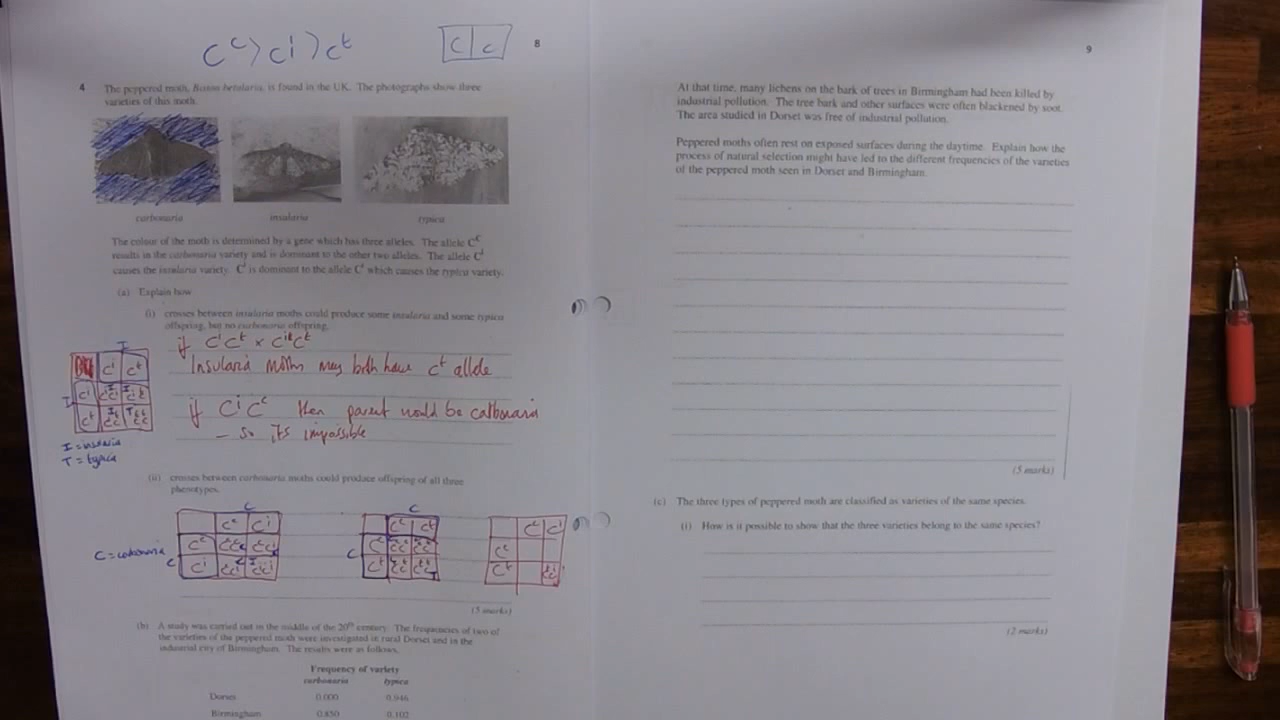 C^c > C^i > C^t
C | C
8
4 The peppered moth, Biston betularia, is found in the UK. The photographs show three
varieties of this moth.
carbonaria insularia typica
The colour of the moth is determined by a gene which has three alleles. The allele C^C
results in the carbonaria variety and is dominant to the other two alleles. The allele C^i
causes the insularia variety. C^i is dominant to the allele C^t which causes the typica variety.
(a) Explain how
(i) crosses between insularia moths could produce some insularia and some typica
offspring, but no carbonaria offspring,
if C^i C^t x C^i C^t
Insularia moths may both have C^t allele
if C^i C^c then parent would be carbonaria
– so its impossible
I = insularia
T = typica
(ii) crosses between carbonaria moths could produce offspring of all three
phenotypes.
C = carbonaria
(5 marks)
(b) A study was carried out in the middle of the 20th century. The frequencies of two of
the varieties of the peppered moth were investigated in rural Dorset and in the
industrial city of Birmingham. The results were as follows.
Frequency of variety
carbonaria typica
Dorset 0.000 0.946
Birmingham 0.850 0.102
9
At that time, many lichens on the bark of trees in Birmingham had been killed by
industrial pollution. The tree bark and other surfaces were often blackened by soot.
The area studied in Dorset was free of industrial pollution.
Peppered moths often rest on exposed surfaces during the daytime. Explain how the
process of natural selection might have led to the different frequencies of the varieties
of the peppered moth seen in Dorset and Birmingham.
(5 marks)
(c) The three types of peppered moth are classified as varieties of the same species.
(i) How is it possible to show that the three varieties belong to the same species?
(2 marks)